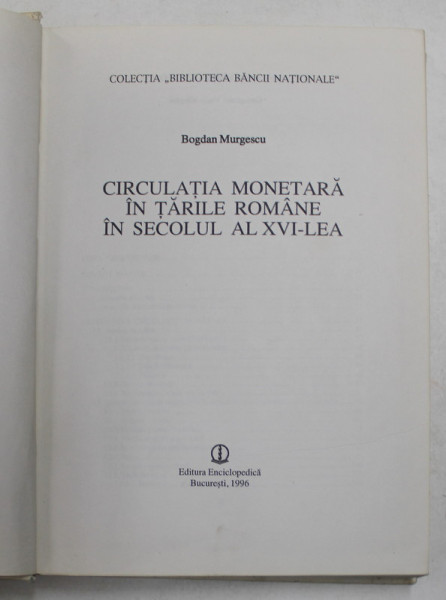 COLECȚIA „BIBLIOTECA BĂNCII NAȚIONALE“
Bogdan Murgescu
CIRCULAȚIA MONETARĂ
ÎN ȚĂRILE ROMÂNE
ÎN SECOLUL AL XVI-LEA
Editura Enciclopedică
București, 1996